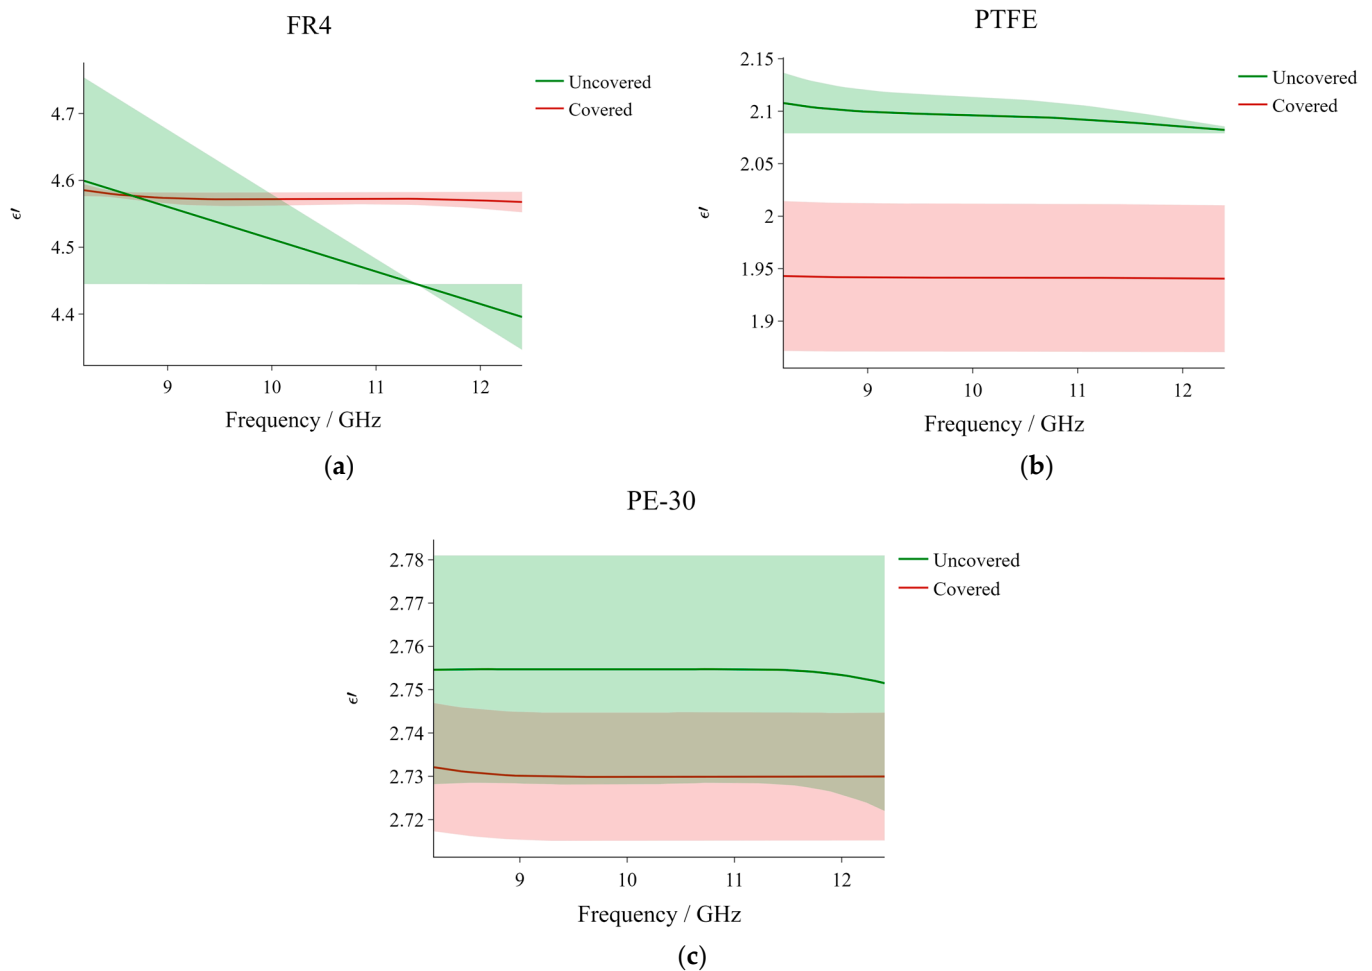 FR4
Uncovered
Covered
4.7
4.6
4.5
4.4
ϵ′
9 10 11 12
Frequency / GHz
(a)
PTFE
Uncovered
Covered
2.15
2.1
2.05
2
1.95
1.9
ϵ′
9 10 11 12
Frequency / GHz
(b)
PE-30
Uncovered
Covered
2.78
2.77
2.76
2.75
2.74
2.73
2.72
ϵ′
9 10 11 12
Frequency / GHz
(c)